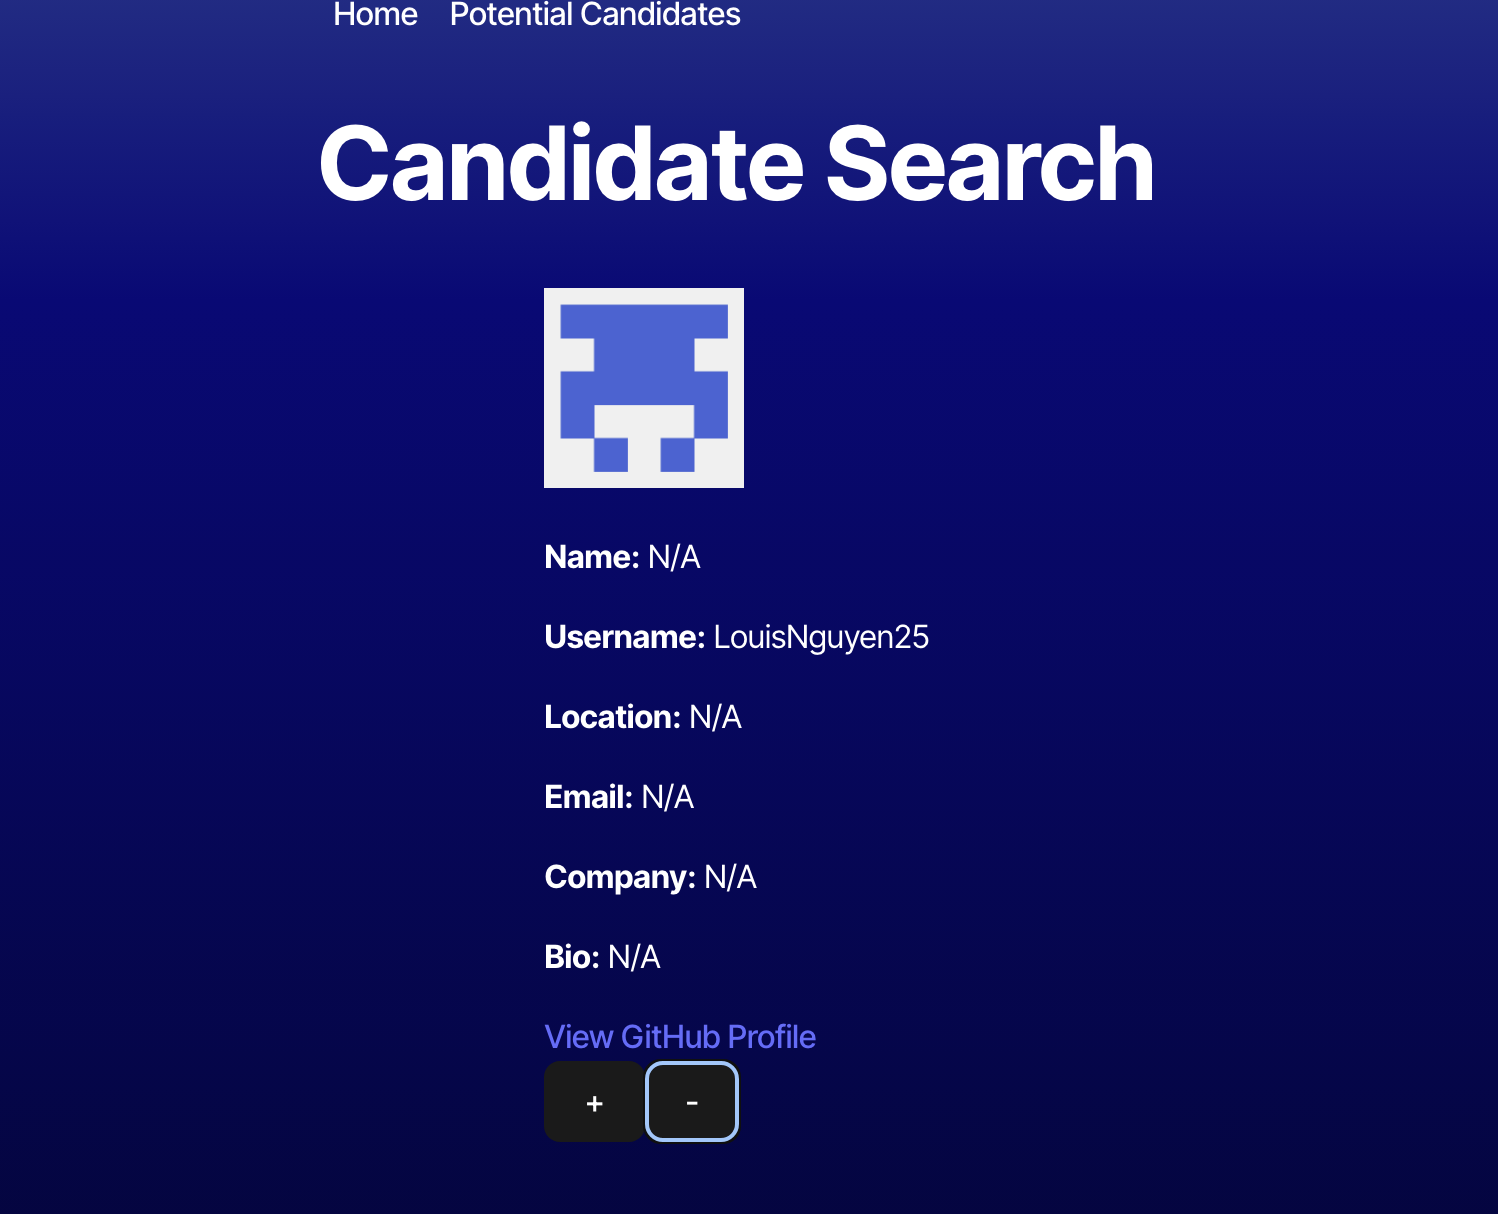 Home Potential Candidates
Candidate Search
Name: N/A
Username: LouisNguyen25
Location: N/A
Email: N/A
Company: N/A
Bio: N/A
View GitHub Profile
+ -